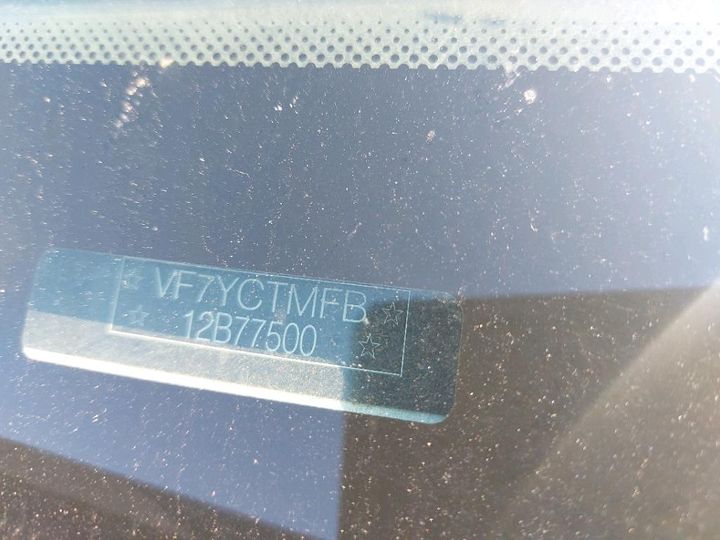 ☆ VF7YCTMFB ☆
☆ 12B77500 ☆